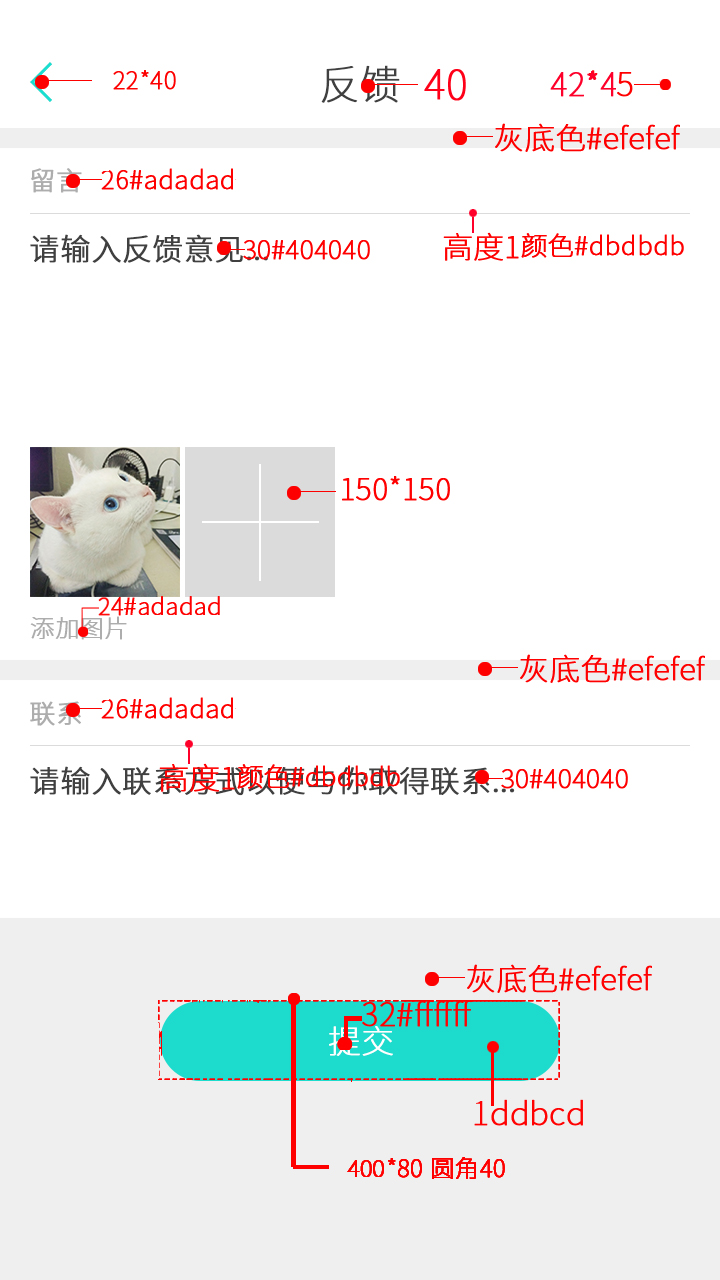 22*40
反馈
40
42*45
灰底色#efefef
留言
26#adadad
请输入反馈意见...
30#404040
高度1颜色#dbdbdb
150*150
24#adadad
添加图片
灰底色#efefef
联系
26#adadad
高度1颜色#dbdbdb
请输入联系方式以便与你取得联系...
30#404040
灰底色#efefef
32#ffffff
提交
1ddbcd
400*80 圆角40